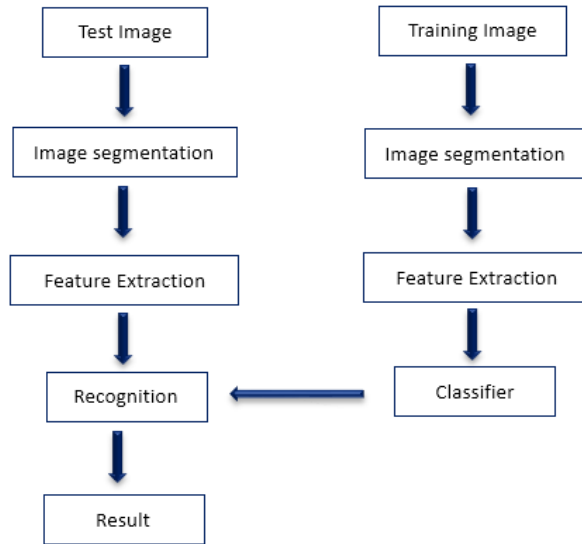 Test Image
Training Image
Image segmentation
Image segmentation
Feature Extraction
Feature Extraction
Recognition
Classifier
Result